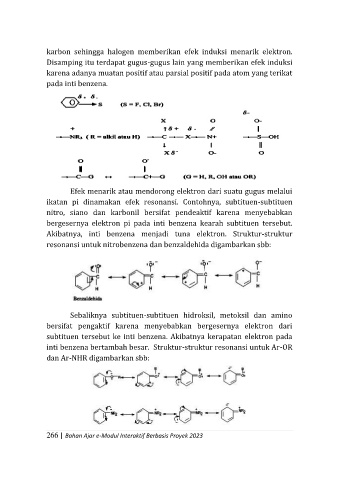 karbon sehingga halogen memberikan efek induksi menarik elektron.
Disamping itu terdapat gugus-gugus lain yang memberikan efek induksi
karena adanya muatan positif atau parsial positif pada atom yang terikat
pada inti benzena.
δ + δ -
S (S = F, Cl, Br)
δ-
X O O-
+ ↑ δ + δ - //
NR₃ ( R = alkil atau H) C X N+ S OH
↓
X δ- O- O
O O-
C G ↔ C+ G (G = H, R, OH atau OR)
Efek menarik atau mendorong elektron dari suatu gugus melalui
ikatan pi dinamakan efek resonansi. Contohnya, subtituen-subtituen
nitro, siano dan karbonil bersifat pendeaktif karena menyebabkan
bergesernya elektron pi pada inti benzena kearah subtituen tersebut.
Akibatnya, inti benzena menjadi tuna elektron. Struktur-struktur
resonansi untuk nitrobenzena dan benzaldehida digambarkan sbb:
Benzaldehida
Sebaliknya subtituen-subtituen hidroksil, metoksil dan amino
bersifat pengaktif karena menyebabkan bergesernya elektron dari
subtituen tersebut ke inti benzena. Akibatnya kerapatan elektron pada
inti benzena bertambah besar. Struktur-struktur resonansi untuk Ar-OR
dan Ar-NHR digambarkan sbb:
266 | Bahan Ajar e-Modul Interaktif Berbasis Proyek 2023